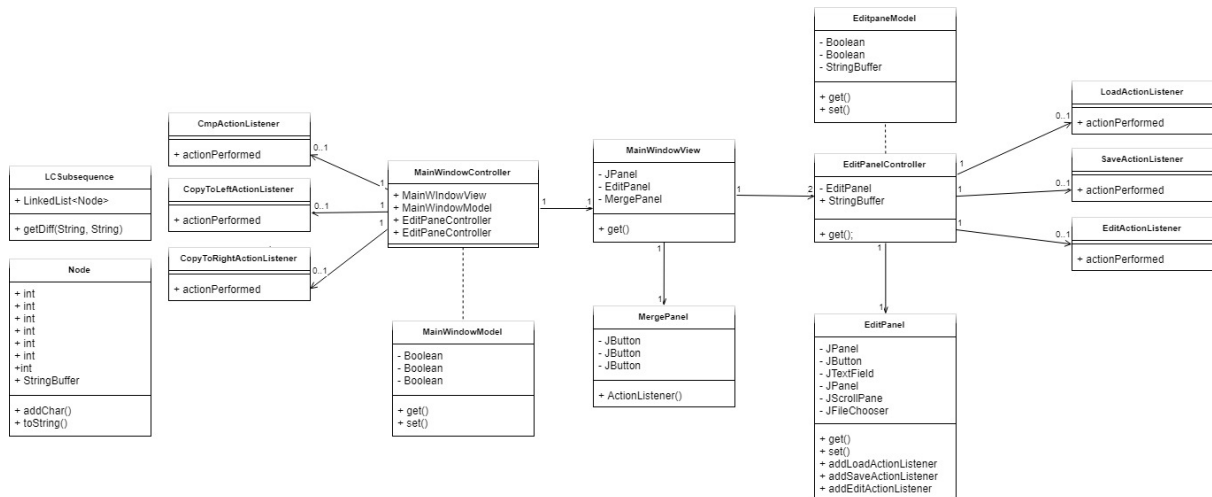 EditpaneModel
- Boolean
- Boolean
- StringBuffer
+ get()
+ set()
LoadActionListener
+ actionPerformed
CmpActionListener
+ actionPerformed
0..1
0..1
MainWindowView
- JPanel
- EditPanel
- MergePanel
+ get()
EditPanelController
- EditPanel
+ StringBuffer
+ get();
1
1
1
SaveActionListener
+ actionPerformed
0..1
LCSubsequence
+ LinkedList<Node>
+ getDiff(String, String)
CopyToLeftActionListener
+ actionPerformed
0..1
MainWindowController
+ MainWIndowView
+ MainWIndowModel
+ EditPaneController
+ EditPaneController
1
1
1
1
1
1
2
EditActionListener
+ actionPerformed
0..1
Node
+ int
+ int
+ int
+ int
+ int
+ int
+int
+ StringBuffer
+ addChar()
+ toString()
CopyToRightActionListener
+ actionPerformed
0..1
1
1
1
1
MainWindowModel
- Boolean
- Boolean
- Boolean
+ get()
+ set()
MergePanel
- JButton
- JButton
- JButton
+ ActionListener()
EditPanel
- JPanel
- JButton
- JTextField
- JPanel
- JScrollPane
- JFileChooser
+ get()
+ set()
+ addLoadActionListener
+ addSaveActionListener
+ addEditActionListener